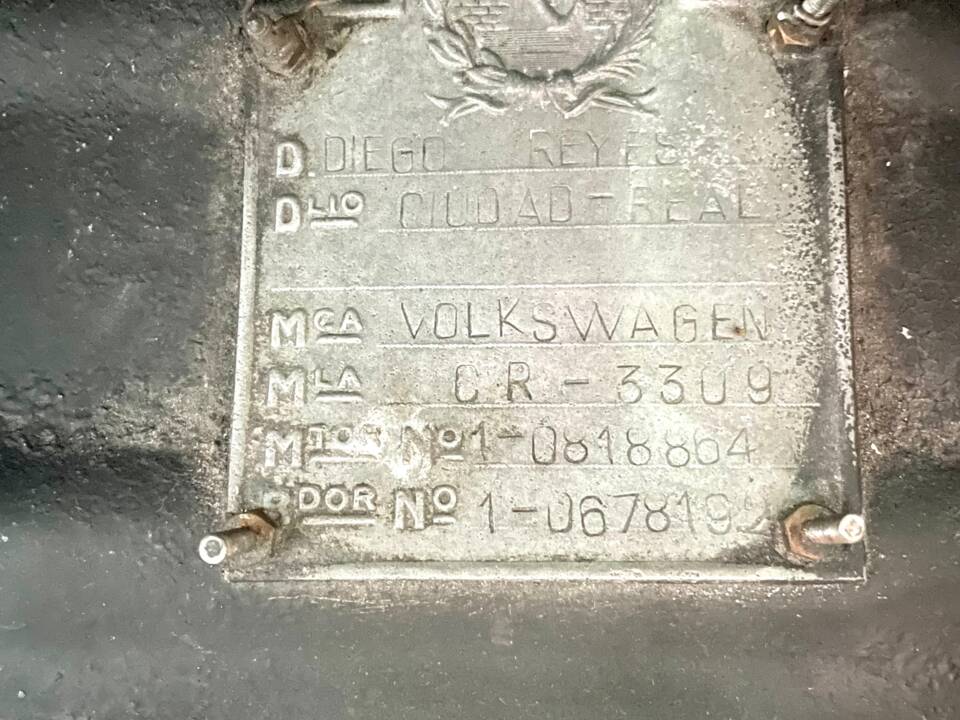 D. DIEGO REYES
DLIO CIUDAD-REAL
MCA VOLKSWAGEN
MLA CR-3309
MTOR No 1-0818864
BDOR No 1-0678192